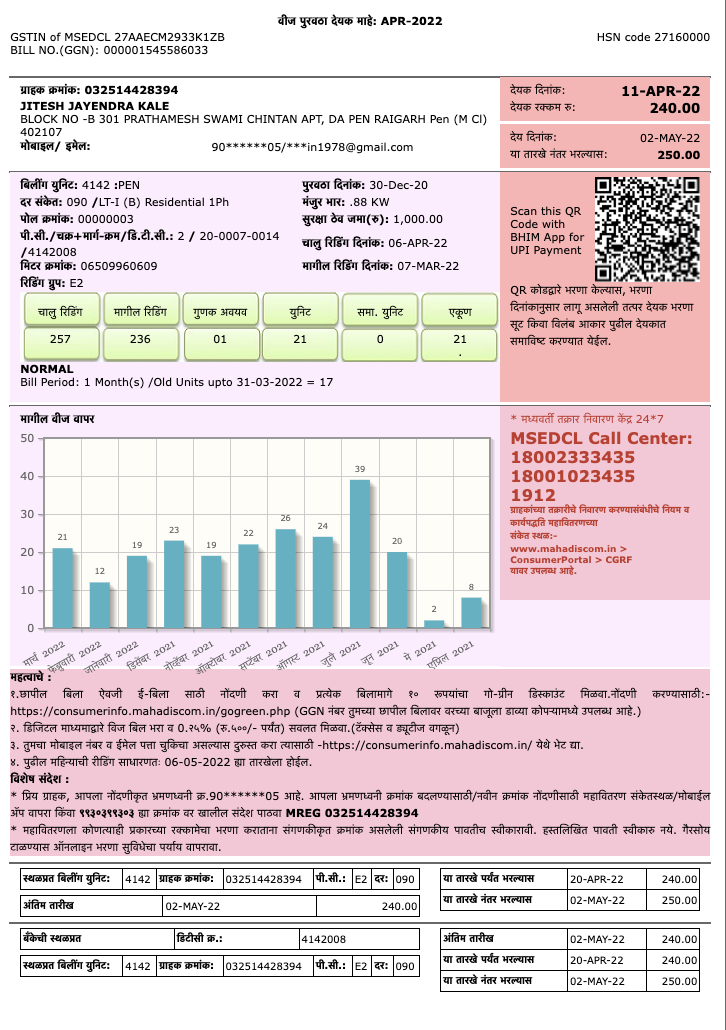 वीज पुरवठा देयक माहे: APR-2022
GSTIN of MSEDCL 27AAECM2933K1ZB
HSN code 27160000
BILL NO.(GGN): 000001545586033
ग्राहक क्रमांक: 032514428394
JITESH JAYENDRA KALE
BLOCK NO -B 301 PRATHAMESH SWAMI CHINTAN APT, DA PEN RAIGARH Pen (M Cl)
402107
मोबाइल/ इमेल: 90******05/***in1978@gmail.com
देयक दिनांक: 11-APR-22
देयक रक्कम रु: 240.00
देय दिनांक: 02-MAY-22
या तारखे नंतर भरल्यास: 250.00
बिलींग युनिट: 4142 :PEN
दर संकेत: 090 /LT-I (B) Residential 1Ph
पोल क्रमांक: 00000003
पी.सी./चक्र+मार्ग-क्रम/डि.टी.सी.: 2 / 20-0007-0014
/4142008
मिटर क्रमांक: 06509960609
रिडिंग ग्रुप: E2
पुरवठा दिनांक: 30-Dec-20
मंजुर भार: .88 KW
सुरक्षा ठेव जमा(रु): 1,000.00
चालु रिडिंग दिनांक: 06-APR-22
मागील रिडिंग दिनांक: 07-MAR-22
चालु रिडिंग मागील रिडिंग गुणक अवयव युनिट समा. युनिट एकूण
257 236 01 21 0 21
.
NORMAL
Bill Period: 1 Month(s) /Old Units upto 31-03-2022 = 17
Scan this QR
Code with
BHIM App for
UPI Payment
QR कोडद्वारे भरणा केल्यास, भरणा
दिनांकानुसार लागू असलेली तत्पर देयक भरणा
सूट किंवा विलंब आकार पुढील देयकात
समाविष्ट करण्यात येईल.
मागील वीज वापर
50
40
30
20
10
0
21 12 19 23 19 22 26 24 39 20 2 8
मार्च 2022 फेब्रुवारी 2022 जानेवारी 2022 डिसेंबर 2021 नोव्हेंबर 2021 ऑक्टोबर 2021 सप्टेंबर 2021 ऑगस्ट 2021 जुलै 2021 जून 2021 मे 2021 एप्रिल 2021
* मध्यवर्ती तक्रार निवारण केंद्र 24*7
MSEDCL Call Center:
18002333435
18001023435
1912
ग्राहकांच्या तक्रारीचे निवारण करण्यासंबंधीचे नियम व
कार्यपद्धति महावितरणच्या
संकेत स्थळ:-
www.mahadiscom.in >
ConsumerPortal > CGRF
यावर उपलब्ध आहे.
महत्वाचे :
१.छापील बिला ऐवजी ई-बिला साठी नोंदणी करा व प्रत्येक बिलामागे १० रूपयांचा गो-ग्रीन डिस्काउंट मिळवा.नोंदणी करण्यासाठी:-
https://consumerinfo.mahadiscom.in/gogreen.php (GGN नंबर तुमच्या छापील बिलावर वरच्या बाजूला डाव्या कोपऱ्यामध्ये उपलब्ध आहे.)
२. डिजिटल माध्यमाद्वारे विज बिल भरा व 0.२५% (रु.५००/- पर्यंत) सवलत मिळवा.(टॅक्सेस व ड्यूटीज वगळून)
३. तुमचा मोबाइल नंबर व ईमेल पत्ता चुकिचा असल्यास दुरुस्त करा त्यासाठी -https://consumerinfo.mahadiscom.in/ येथे भेट द्या.
४. पुढील महिन्याची रीडिंग साधारणतः 06-05-2022 ह्या तारखेला होईल.
विशेष संदेश :
* प्रिय ग्राहक, आपला नोंदणीकृत भ्रमणध्वनी क्र.90******05 आहे. आपला भ्रमणध्वनी क्रमांक बदलण्यासाठी/नवीन क्रमांक नोंदणीसाठी महावितरण संकेतस्थळ/मोबाईल
अ‍ॅप वापरा किंवा ९९३०३९९३०३ ह्या क्रमांक वर खालील संदेश पाठवा MREG 032514428394
* महावितरणला कोणत्याही प्रकारच्या रक्कामेचा भरणा कराताना संगणकीकृत क्रमांक असलेली संगणकीय पावतीच स्वीकारावी. हस्तलिखित पावती स्वीकारु नये. गैरसोय
टाळण्यास ऑनलाइन भरणा सुविधेचा पर्याय वापरावा.
स्थळप्रत बिलींग युनिट: 4142 ग्राहक क्रमांक: 032514428394 पी.सी.: E2 दर: 090
अंतिम तारीख 02-MAY-22 240.00
या तारखे पर्यंत भरल्यास 20-APR-22 240.00
या तारखे नंतर भरल्यास 02-MAY-22 250.00
बँकेची स्थळप्रत डिटीसी क्र.: 4142008
स्थळप्रत बिलींग युनिट: 4142 ग्राहक क्रमांक: 032514428394 पी.सी.: E2 दर: 090
अंतिम तारीख 02-MAY-22 240.00
या तारखे पर्यंत भरल्यास 20-APR-22 240.00
या तारखे नंतर भरल्यास 02-MAY-22 250.00